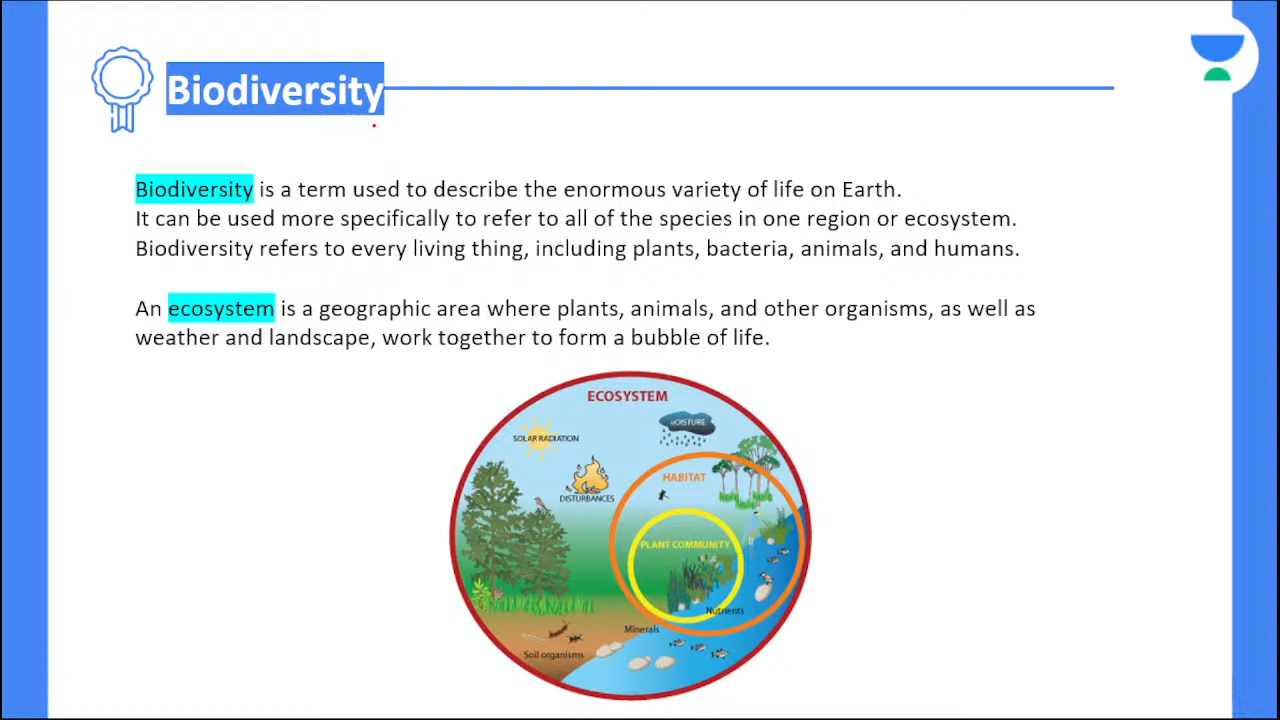 Biodiversity
Biodiversity is a term used to describe the enormous variety of life on Earth.
It can be used more specifically to refer to all of the species in one region or ecosystem.
Biodiversity refers to every living thing, including plants, bacteria, animals, and humans.
An ecosystem is a geographic area where plants, animals, and other organisms, as well as
weather and landscape, work together to form a bubble of life.
ECOSYSTEM
MOISTURE
SOLAR RADIATION
HABITAT
DISTURBANCES
PLANT COMMUNITY
Nutrients
Minerals
Soil organisms